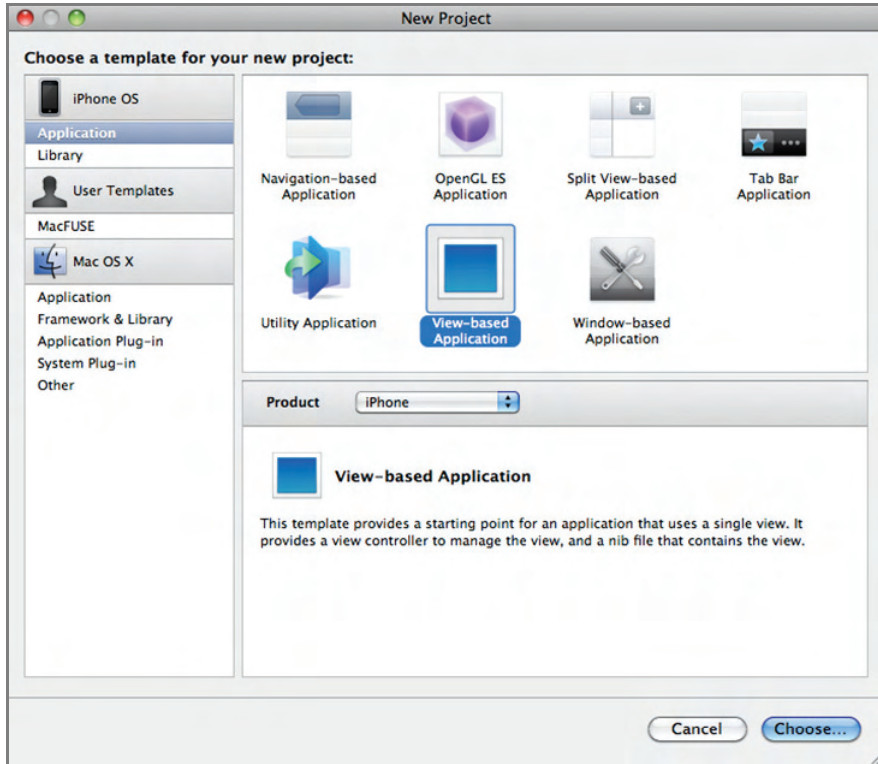 New Project
Choose a template for your new project:
iPhone OS
Application
Library
User Templates
MacFUSE
Mac OS X
Application
Framework & Library
Application Plug-in
System Plug-in
Other
Navigation-based
Application
OpenGL ES
Application
Split View-based
Application
Tab Bar
Application
Utility Application
View-based
Application
Window-based
Application
Product
iPhone
View-based Application
This template provides a starting point for an application that uses a single view. It
provides a view controller to manage the view, and a nib file that contains the view.
Cancel
Choose...